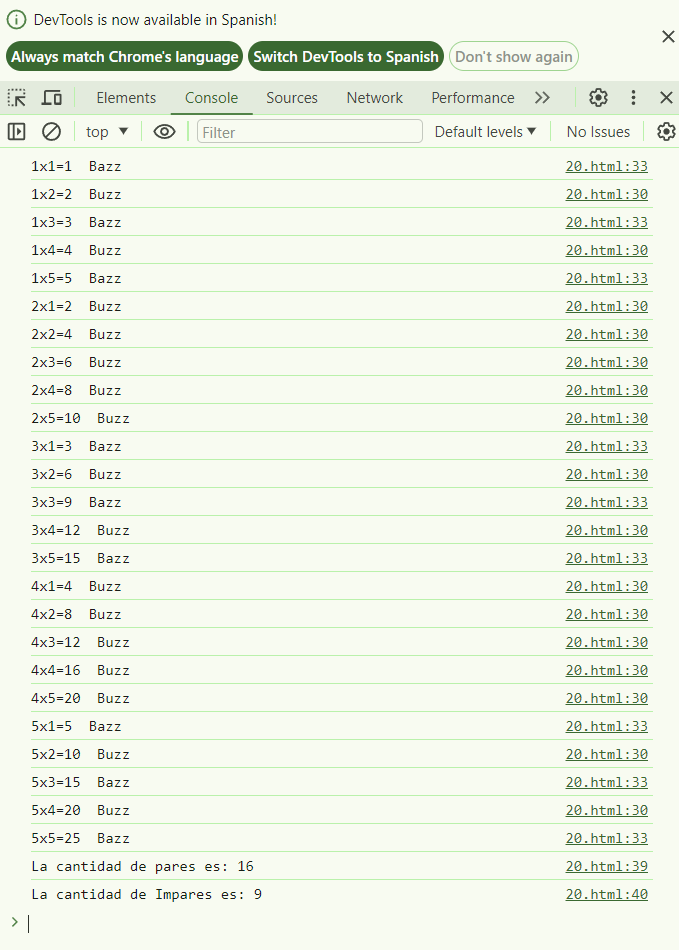 DevTools is now available in Spanish!
Always match Chrome's language Switch DevTools to Spanish Don't show again
Elements Console Sources Network Performance
top Filter Default levels No Issues
1x1=1  Bazz 20.html:33
1x2=2  Buzz 20.html:30
1x3=3  Bazz 20.html:33
1x4=4  Buzz 20.html:30
1x5=5  Bazz 20.html:33
2x1=2  Buzz 20.html:30
2x2=4  Buzz 20.html:30
2x3=6  Buzz 20.html:30
2x4=8  Buzz 20.html:30
2x5=10  Buzz 20.html:30
3x1=3  Bazz 20.html:33
3x2=6  Buzz 20.html:30
3x3=9  Bazz 20.html:33
3x4=12  Buzz 20.html:30
3x5=15  Bazz 20.html:33
4x1=4  Buzz 20.html:30
4x2=8  Buzz 20.html:30
4x3=12  Buzz 20.html:30
4x4=16  Buzz 20.html:30
4x5=20  Buzz 20.html:30
5x1=5  Bazz 20.html:33
5x2=10  Buzz 20.html:30
5x3=15  Bazz 20.html:33
5x4=20  Buzz 20.html:30
5x5=25  Bazz 20.html:33
La cantidad de pares es: 16 20.html:39
La cantidad de Impares es: 9 20.html:40